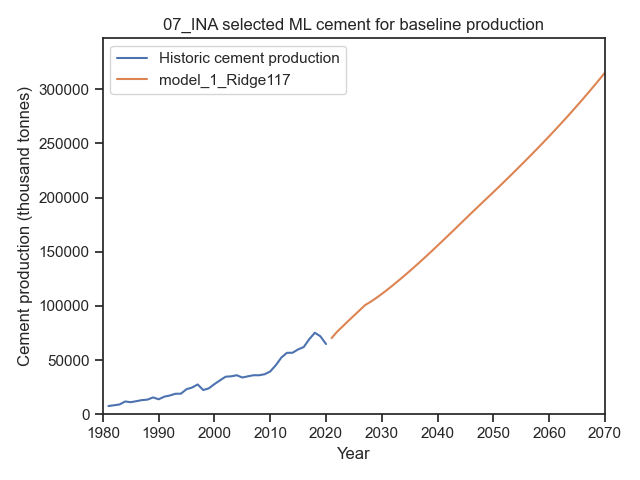 07_INA selected ML cement for baseline production
Historic cement production
model_1_Ridge117
Cement production (thousand tonnes)
300000
250000
200000
150000
100000
50000
0
1980 1990 2000 2010 2020 2030 2040 2050 2060 2070
Year